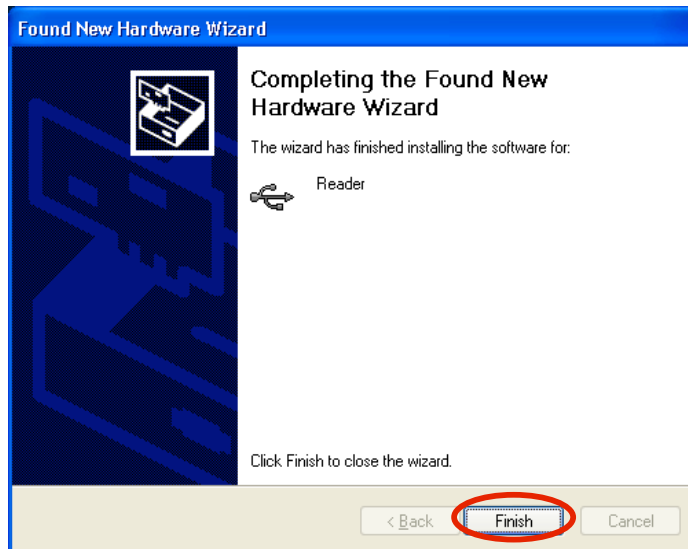 Found New Hardware Wizard
Completing the Found New
Hardware Wizard
The wizard has finished installing the software for:
Reader
Click Finish to close the wizard.
< Back
Finish
Cancel